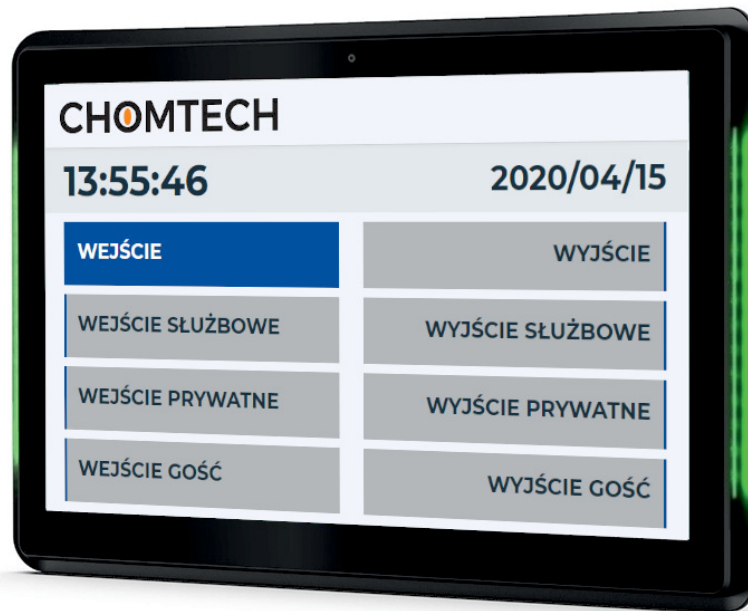 CHOMTECH
13:55:46 2020/04/15
WEJŚCIE WYJŚCIE
WEJŚCIE SŁUŻBOWE WYJŚCIE SŁUŻBOWE
WEJŚCIE PRYWATNE WYJŚCIE PRYWATNE
WEJŚCIE GOŚĆ WYJŚCIE GOŚĆ